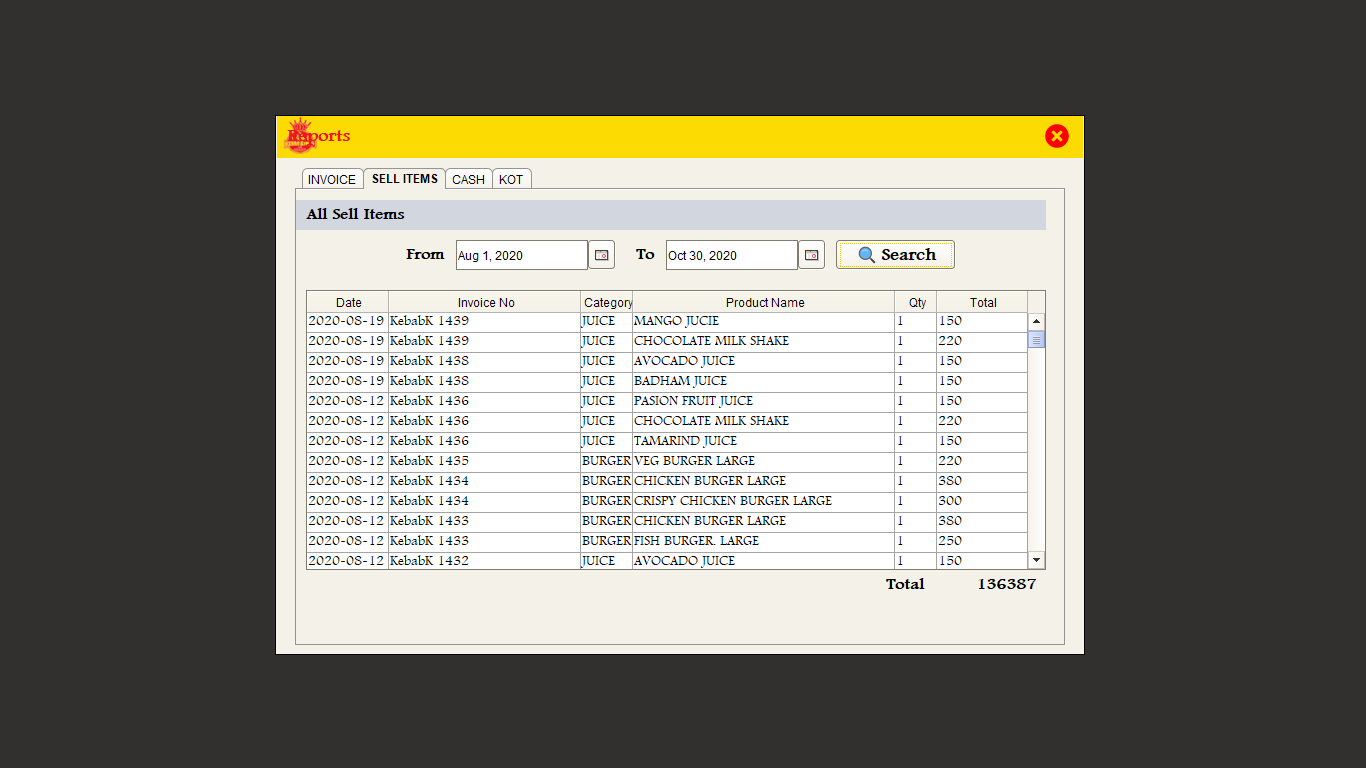 Reports
INVOICE SELL ITEMS CASH KOT
All Sell Items
From Aug 1, 2020 To Oct 30, 2020 Search
Date Invoice No Category Product Name Qty Total
2020-08-19 KebabK 1439 JUICE MANGO JUCIE 1 150
2020-08-19 KebabK 1439 JUICE CHOCOLATE MILK SHAKE 1 220
2020-08-19 KebabK 1438 JUICE AVOCADO JUICE 1 150
2020-08-19 KebabK 1438 JUICE BADHAM JUICE 1 150
2020-08-12 KebabK 1436 JUICE PASION FRUIT JUICE 1 150
2020-08-12 KebabK 1436 JUICE CHOCOLATE MILK SHAKE 1 220
2020-08-12 KebabK 1436 JUICE TAMARIND JUICE 1 150
2020-08-12 KebabK 1435 BURGER VEG BURGER LARGE 1 220
2020-08-12 KebabK 1434 BURGER CHICKEN BURGER LARGE 1 380
2020-08-12 KebabK 1434 BURGER CRISPY CHICKEN BURGER LARGE 1 300
2020-08-12 KebabK 1433 BURGER CHICKEN BURGER LARGE 1 380
2020-08-12 KebabK 1433 BURGER FISH BURGER. LARGE 1 250
2020-08-12 KebabK 1432 JUICE AVOCADO JUICE 1 150
Total 136387